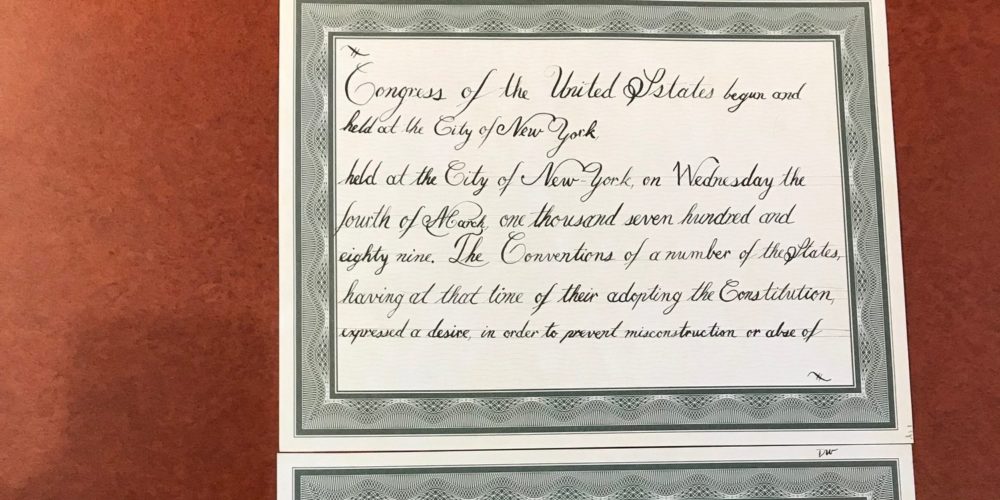 Congress of the United States begun and
held at the City of New York,
held at the City of New-York, on Wednesday the
fourth of March, one thousand seven hundred and
eighty nine. The Conventions of a number of the States,
having at that time of their adopting the Constitution,
expressed a desire, in order to prevent misconstruction or abse of
DW